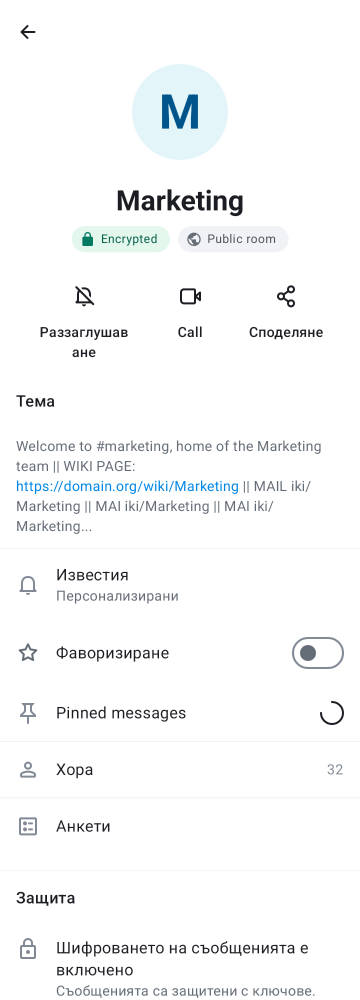 M
Marketing
Encrypted
Public room
Раззаглушав
ане
Call
Споделяне
Тема
Welcome to #marketing, home of the Marketing
team || WIKI PAGE:
https://domain.org/wiki/Marketing || MAIL iki/
Marketing || MAI iki/Marketing || MAI iki/
Marketing...
Известия
Персонализирани
Фаворизиране
Pinned messages
Хора
32
Анкети
Защита
Шифроването на съобщенията е
включено
Съобщенията са защитени с ключове.